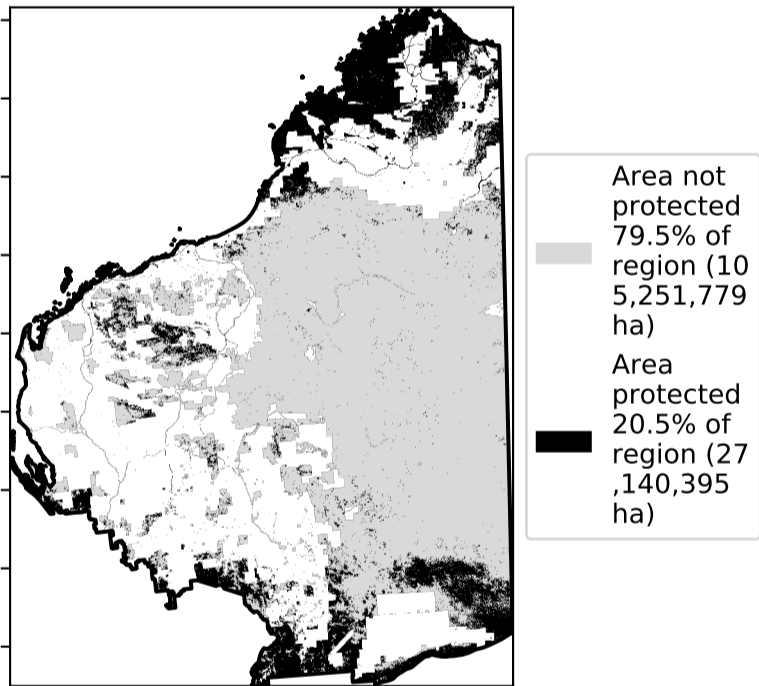 Area not
protected
79.5% of
region (10
5,251,779
ha)
Area
protected
20.5% of
region (27
,140,395
ha)